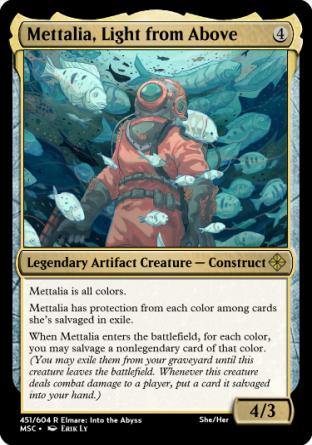 Mettalia, Light from Above 4
Legendary Artifact Creature — Construct
Mettalia is all colors.
Mettalia has protection from each color among cards
she's salvaged in exile.
When Mettalia enters the battlefield, for each color,
you may salvage a nonlegendary card of that color.
(You may exile them from your graveyard until this
creature leaves the battlefield. Whenever this creature
deals combat damage to a player, put a card it salvaged
into your hand.)
4/3
451/604 R Elmare: Into the Abyss She/Her
MSC • Erik Ly